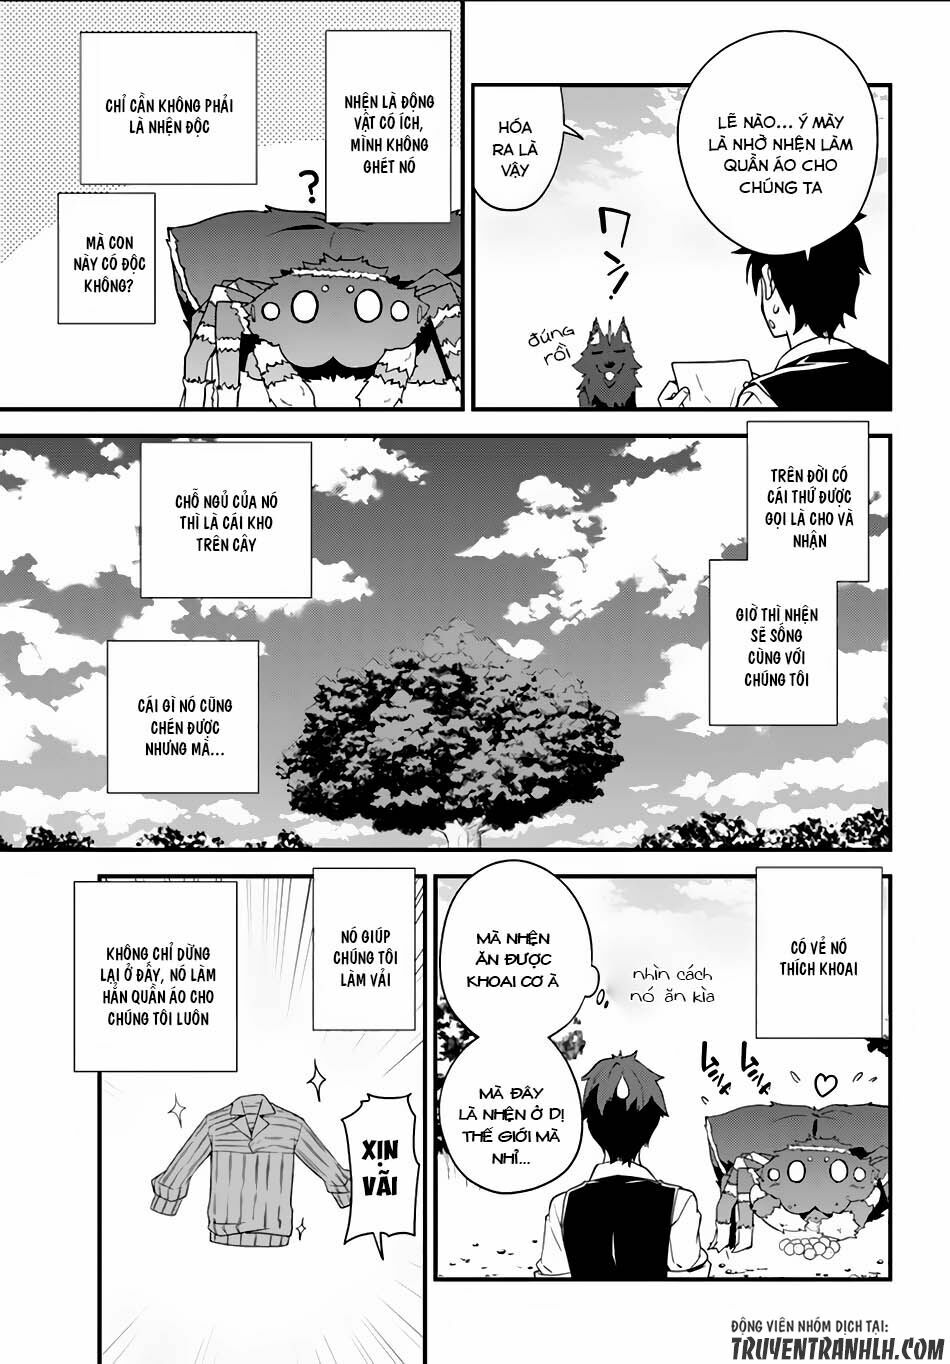 LẼ NÀO... Ý MÀY
LÀ NHỜ NHỆN LÀM
QUẦN ÁO CHO
CHÚNG TA
HÓA
RA LÀ
VẬY
đúng
rồi
NHỆN LÀ ĐỘNG
VẬT CÓ ÍCH,
MÌNH KHÔNG
GHÉT NÓ
CHỈ CẦN KHÔNG PHẢI
LÀ NHỆN ĐỘC
?
MÀ CON
NÀY CÓ ĐỘC
KHÔNG?
TRÊN ĐỜI CÓ
CÁI THỨ ĐƯỢC
GỌI LÀ CHO VÀ
NHẬN
GIỜ THÌ NHỆN
SẼ SỐNG
CÙNG VỚI
CHÚNG TÔI
CHỖ NGỦ CỦA NÓ
THÌ LÀ CÁI KHO
TRÊN CÂY
CÁI GÌ NÓ CŨNG
CHÉN ĐƯỢC
NHƯNG MÀ...
CÓ VẺ NÓ
THÍCH KHOAI
nhìn cách
nó ăn kìa
MÀ NHỆN
ĂN ĐƯỢC
KHOAI CƠ À
MÀ ĐÂY
LÀ NHỆN Ở DỊ
THẾ GIỚI MÀ
NHỈ...
NÓ GIÚP
CHÚNG TÔI
LÀM VẢI
KHÔNG CHỈ DỪNG
LẠI Ở ĐẤY, NÓ LÀM
HẲN QUẦN ÁO CHO
CHÚNG TÔI LUÔN
XỊN
VÃI
ĐỘNG VIÊN NHÓM DỊCH TẠI:
TRUYENTRANHLH.COM